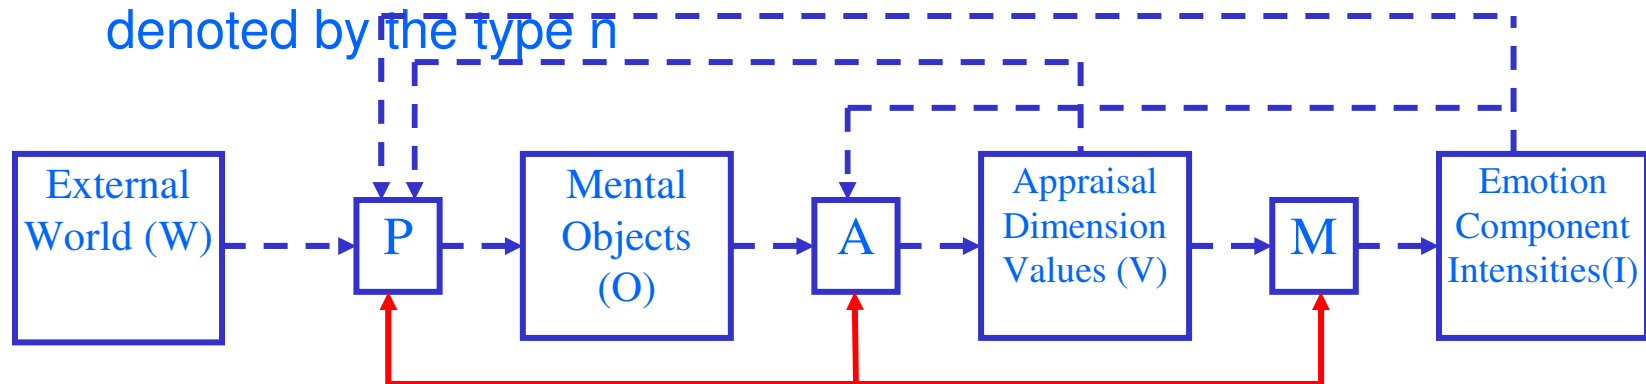 denoted by the type n
External
World (W)
P
Mental
Objects
(O)
A
Appraisal
Dimension
Values (V)
M
Emotion
Component
Intensities(I)